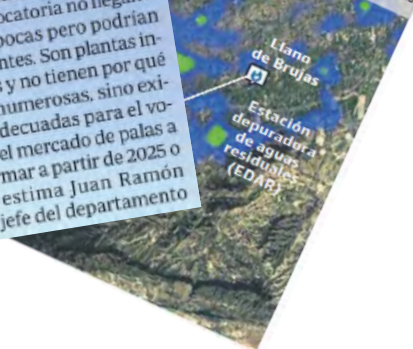 ocatoria no llega
pocas pero podrían
ntes. Son plantas in-
s y no tienen por qué
numerosas, sino exi-
decuadas para el vo-
el mercado de palas a
mar a partir de 2025 o
estima Juan Ramón
jefe del departamento
Llano
de Brujas
Estación
depuradora
de aguas
residuales
(EDAR)